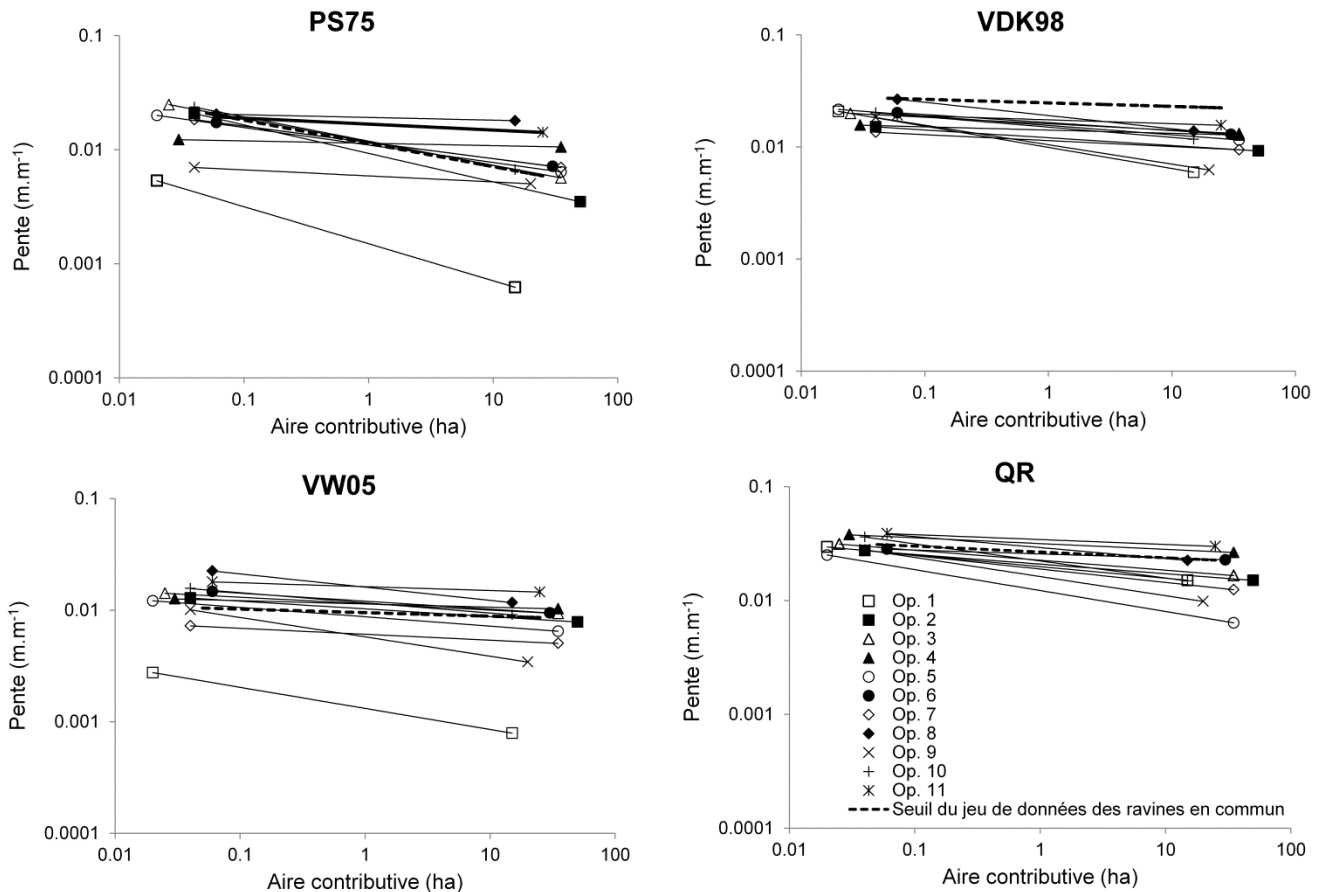 PS75
0.1
0.01
0.001
0.0001
Pente (m.m⁻¹)
0.01 0.1 1 10 100
Aire contributive (ha)
VDK98
0.1
0.01
0.001
0.0001
Pente (m.m⁻¹)
0.01 0.1 1 10 100
Aire contributive (ha)
VW05
0.1
0.01
0.001
0.0001
Pente (m.m⁻¹)
0.01 0.1 1 10 100
Aire contributive (ha)
QR
0.1
0.01
0.001
0.0001
Pente (m.m⁻¹)
Op. 1
Op. 2
Op. 3
Op. 4
Op. 5
Op. 6
Op. 7
Op. 8
Op. 9
Op. 10
Op. 11
Seuil du jeu de données des ravines en commun
0.01 0.1 1 10 100
Aire contributive (ha)